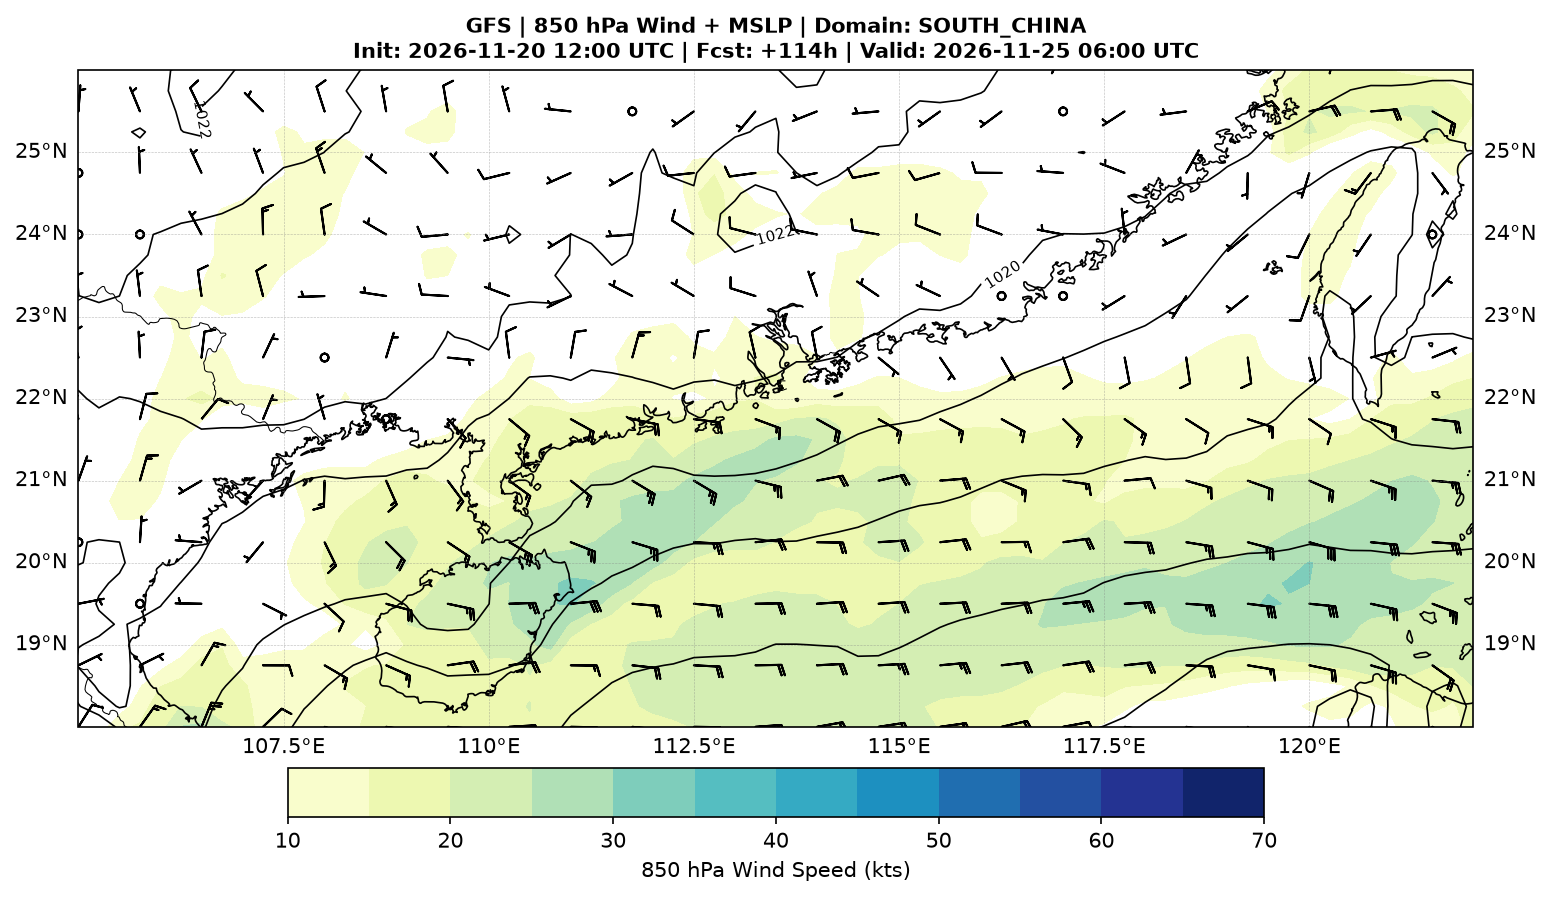 GFS | 850 hPa Wind + MSLP | Domain: SOUTH_CHINA
Init: 2026-11-20 12:00 UTC | Fcst: +114h | Valid: 2026-11-25 06:00 UTC
1022
25°N 25°N
24°N 1022 24°N
1020
23°N 23°N
22°N 22°N
21°N 21°N
20°N 20°N
19°N 19°N
107.5°E 110°E 112.5°E 115°E 117.5°E 120°E
10 20 30 40 50 60 70
850 hPa Wind Speed (kts)